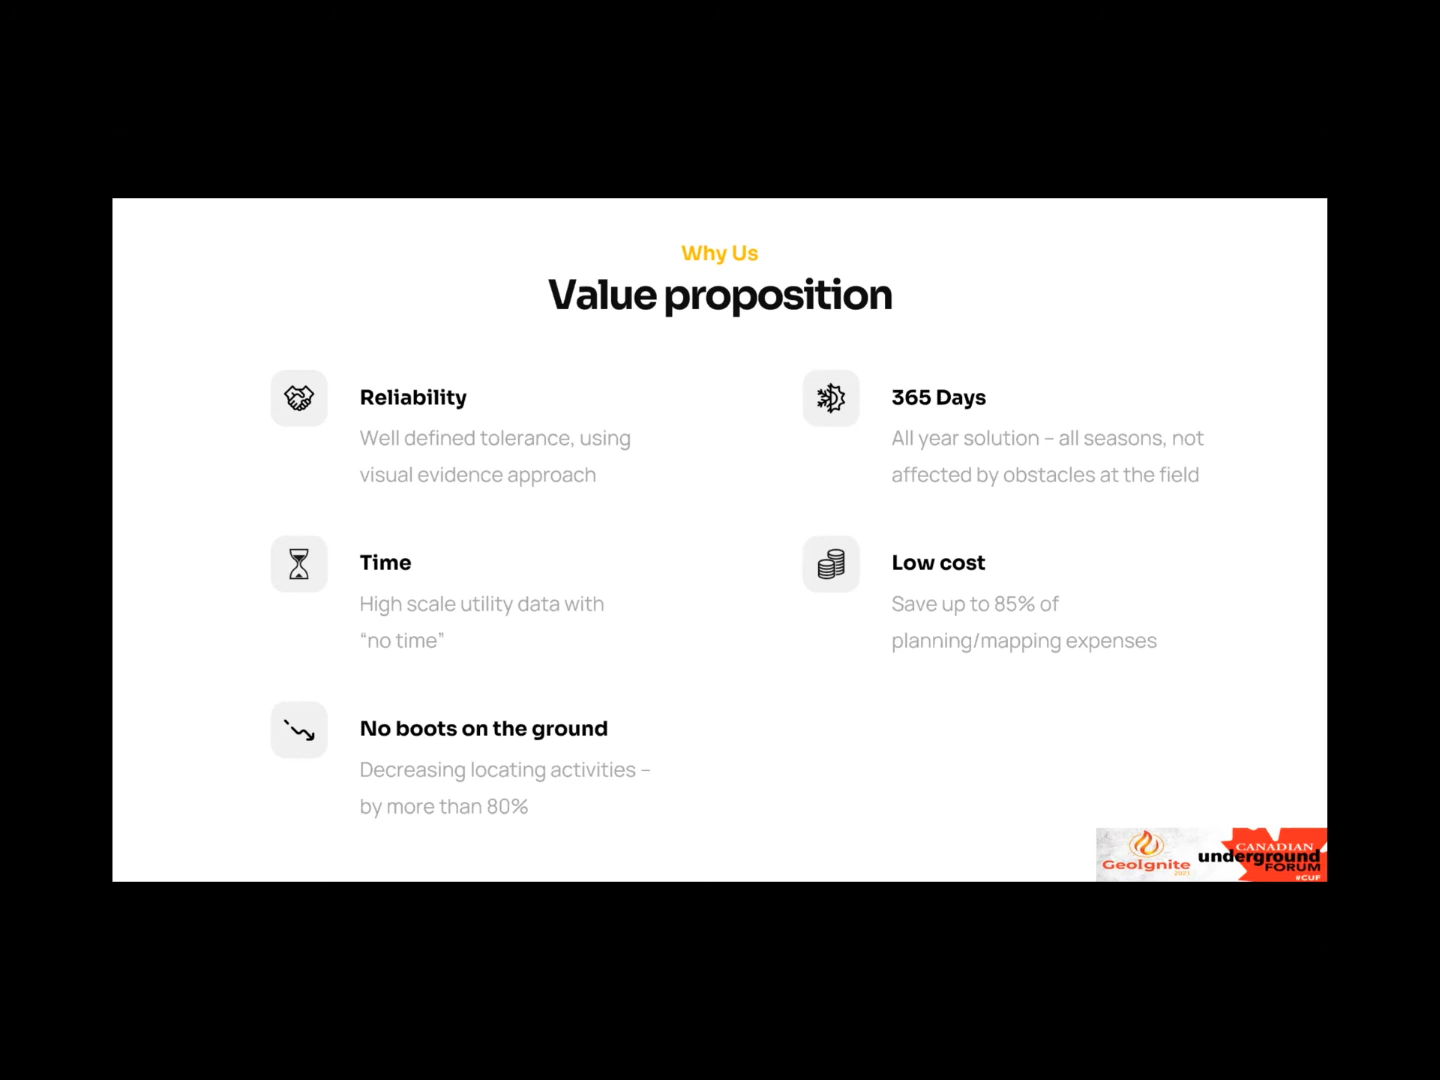 Why Us
Value proposition
Reliability
Well defined tolerance, using
visual evidence approach
365 Days
All year solution – all seasons, not
affected by obstacles at the field
Time
High scale utility data with
“no time”
Low cost
Save up to 85% of
planning/mapping expenses
No boots on the ground
Decreasing locating activities –
by more than 80%
GeoIgnite
2021
CANADIAN
underground
FORUM
#CUF